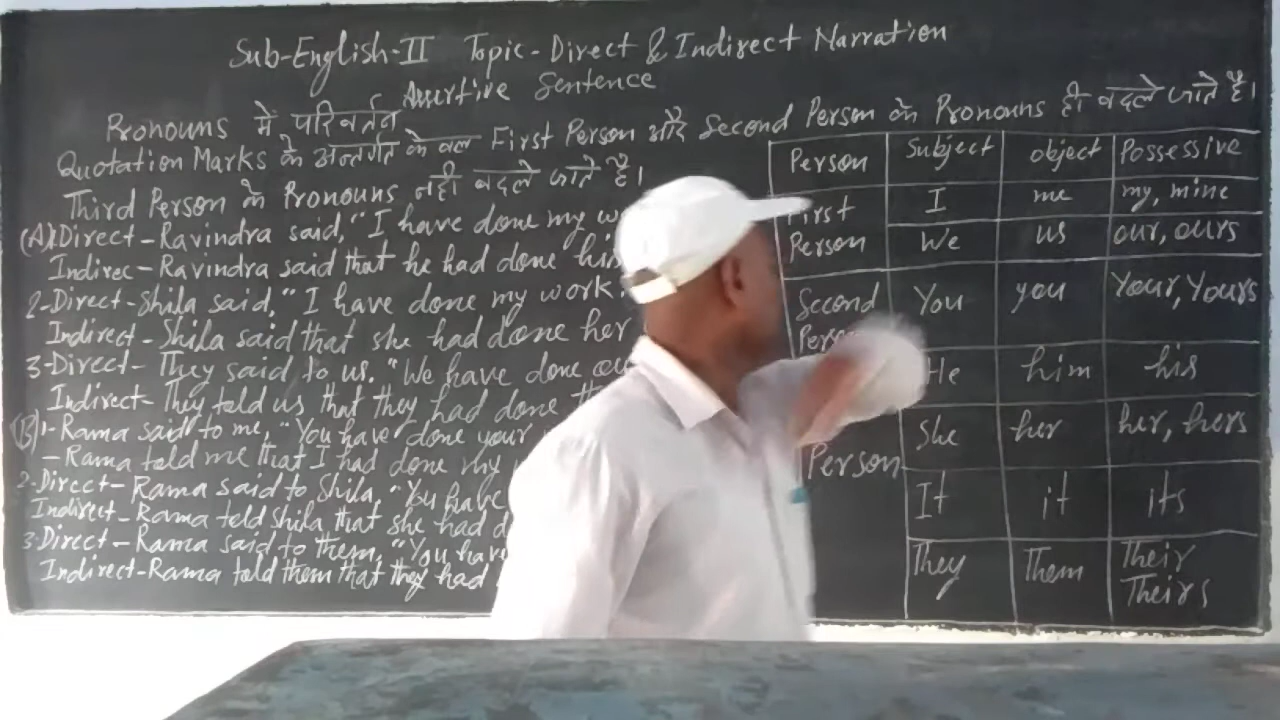 Sub-English-II Topic-Direct & Indirect Narration
Assertive Sentence
Pronouns में परिवर्तन
Quotation Marks के अन्तर्गत केवल First Person और Second Person के Pronouns ही बदले जाते हैं।
Third Person के Pronouns नहीं बदले जाते हैं।
(A)1. Direct-Ravindra said, "I have done my
Indirec-Ravindra said that he had done
2-Direct-Shila said, "I have done my work.
Indirect-Shila said that she had done her
3-Direct-They said to us. "We have done
Indirect-They told us that they had done
(B)1-Rama said to me, "You have done your
-Rama told me that I had done my
2-Direct-Rama said to Shila, "You have
Indirect-Rama told Shila that she had
3-Direct-Rama said to them, "You have
Indirect-Rama told them that they had
Person Subject object Possessive
First Person I me my, mine
We us our, ours
Second You you Your, Yours
He him his
She her her, hers
Person It it its
They Them Their
Theirs